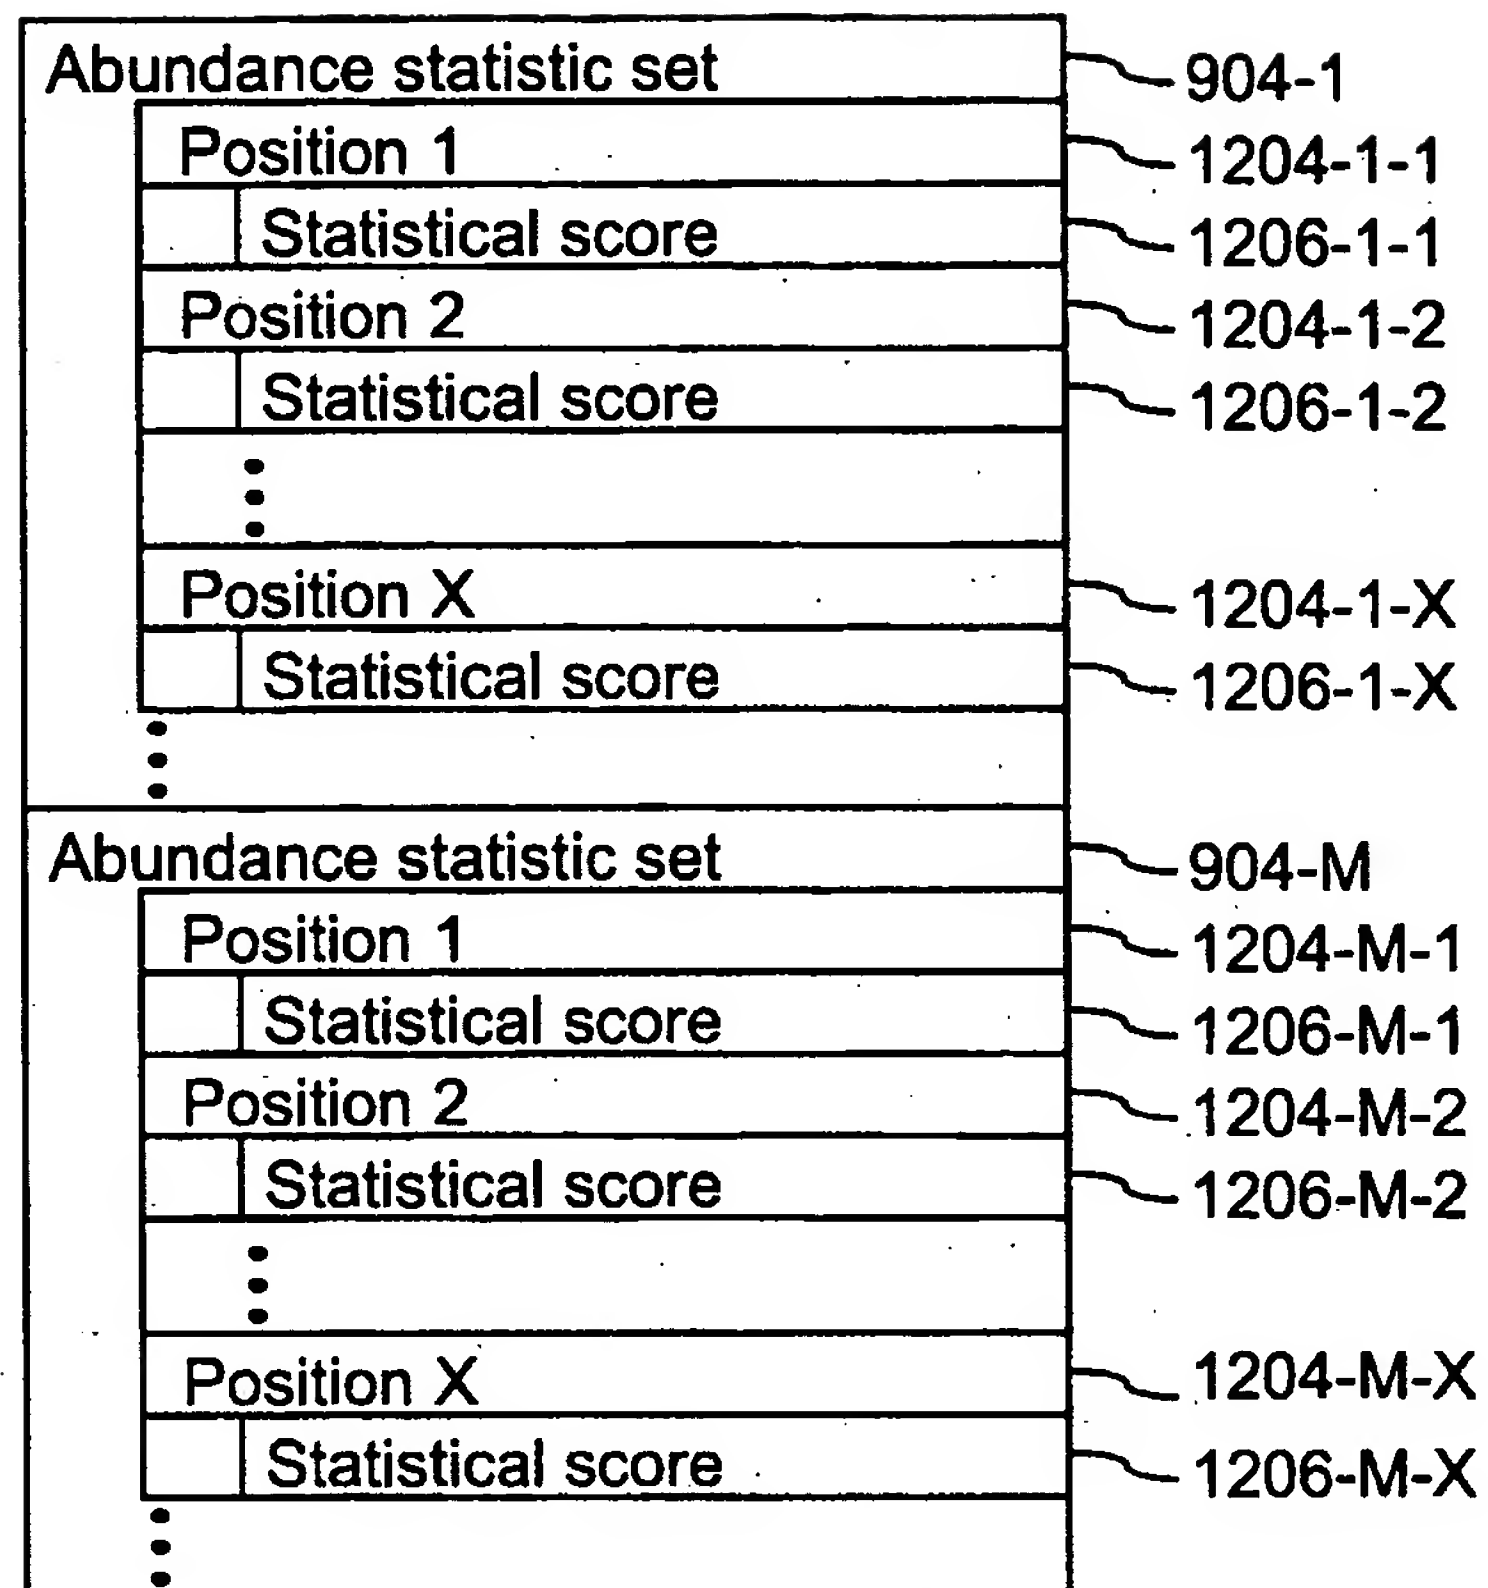 Abundance statistic set 904-1
Position 1 1204-1-1
Statistical score 1206-1-1
Position 2 1204-1-2
Statistical score 1206-1-2
Position X 1204-1-X
Statistical score 1206-1-X
Abundance statistic set 904-M
Position 1 1204-M-1
Statistical score 1206-M-1
Position 2 1204-M-2
Statistical score 1206-M-2
Position X 1204-M-X
Statistical score 1206-M-X